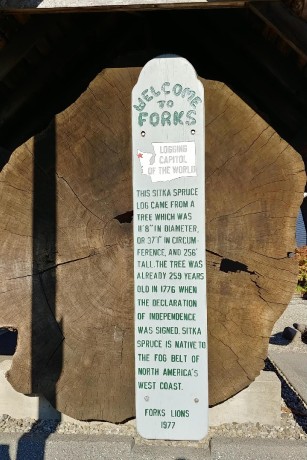 WELCOME
TO
FORKS
LOGGING
CAPITOL
OF THE WORLD
THIS SITKA SPRUCE
LOG CAME FROM A
TREE WHICH WAS
11'8" IN DIAMETER,
OR 37'1" IN CIRCUM-
FERENCE, AND 256'
TALL. THE TREE WAS
ALREADY 259 YEARS
OLD IN 1776 WHEN
THE DECLARATION
OF INDEPENDENCE
WAS SIGNED. SITKA
SPRUCE IS NATIVE TO
THE FOG BELT OF
NORTH AMERICA'S
WEST COAST.
FORKS LIONS
1977